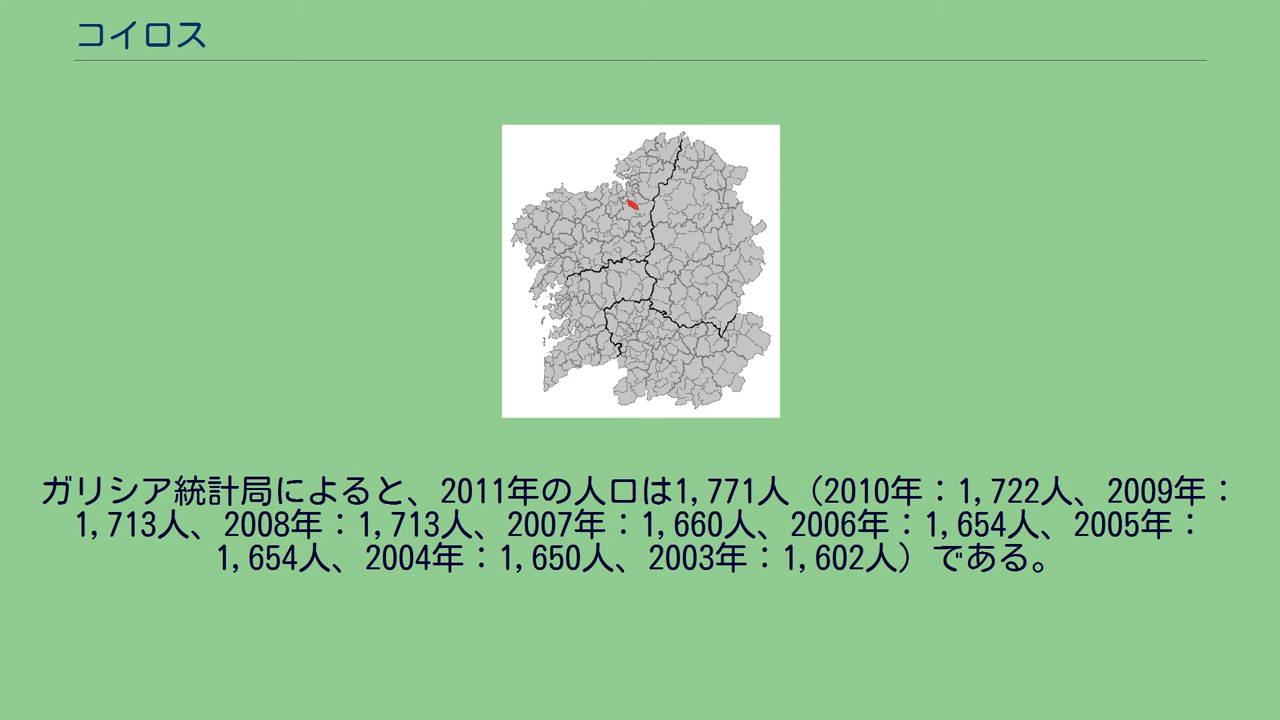 コイロス
ガリシア統計局によると、2011年の人口は1,771人（2010年：1,722人、2009年：
1,713人、2008年：1,713人、2007年：1,660人、2006年：1,654人、2005年：
1,654人、2004年：1,650人、2003年：1,602人）である。